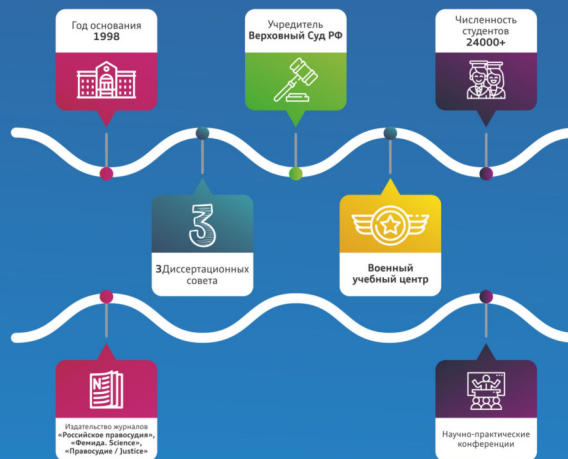 Год основания
1998
Учредитель
Верховный Суд РФ
Численность
студентов
24000+
3
3Диссертационных
совета
Военный
учебный центр
N
Издательство журналов
«Российское правосудия»,
«Фемида. Science»,
«Правосудие / Justice»
Научно-практические
конференции